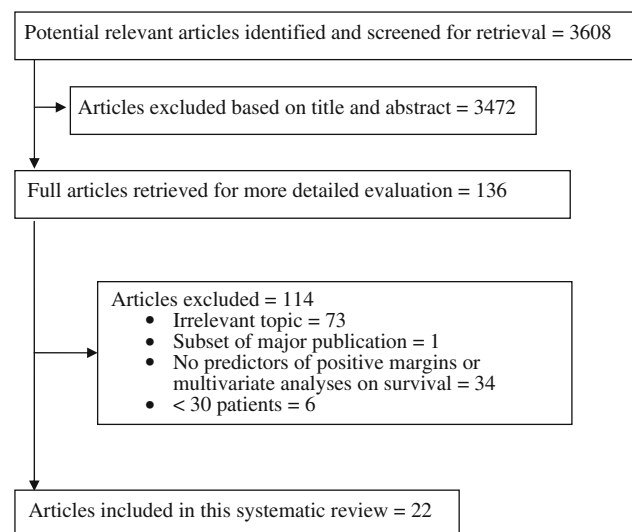 Potential relevant articles identified and screened for retrieval = 3608
Articles excluded based on title and abstract = 3472
Full articles retrieved for more detailed evaluation = 136
Articles excluded = 114
• Irrelevant topic = 73
• Subset of major publication = 1
• No predictors of positive margins or
multivariate analyses on survival = 34
• < 30 patients = 6
Articles included in this systematic review = 22